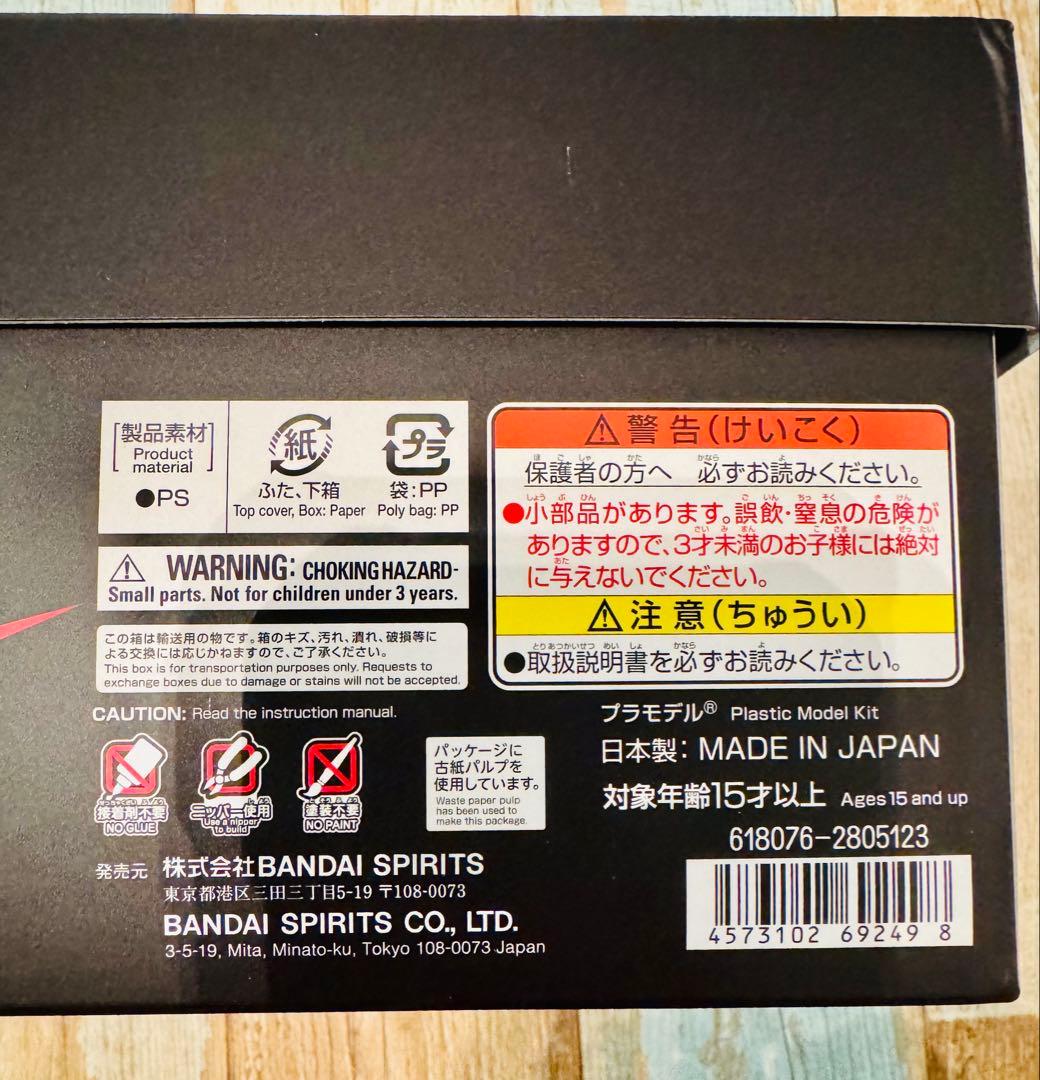 [製品素材]
Product
material
●PS
紙
ふた、下箱
Top cover, Box: Paper
プラ
袋:PP
Poly bag: PP
⚠ WARNING: CHOKING HAZARD-
Small parts. Not for children under 3 years.
この箱は輸送用の物です。箱のキズ、汚れ、潰れ、破損等に
よる交換には応じかねますので、ご了承ください。
This box is for transportation purposes only. Requests to
exchange boxes due to damage or stains will not be accepted.
CAUTION: Read the instruction manual.
接着剤不要
NO GLUE
ニッパー使用
Use a nipper
to build
塗装不要
NO PAINT
パッケージに
古紙パルプを
使用しています。
Waste paper pulp
has been used to
make this package.
発売元 株式会社BANDAI SPIRITS
東京都港区三田三丁目5-19 〒108-0073
BANDAI SPIRITS CO., LTD.
3-5-19, Mita, Minato-ku, Tokyo 108-0073 Japan
⚠警告(けいこく)
保護者の方へ 必ずお読みください。
●小部品があります。誤飲・窒息の危険が
ありますので、3才未満のお子様には絶対
に与えないでください。
⚠注意(ちゅうい)
●取扱説明書を必ずお読みください。
プラモデル® Plastic Model Kit
日本製: MADE IN JAPAN
対象年齢15才以上 Ages 15 and up
618076-2805123
4573102 69249 8